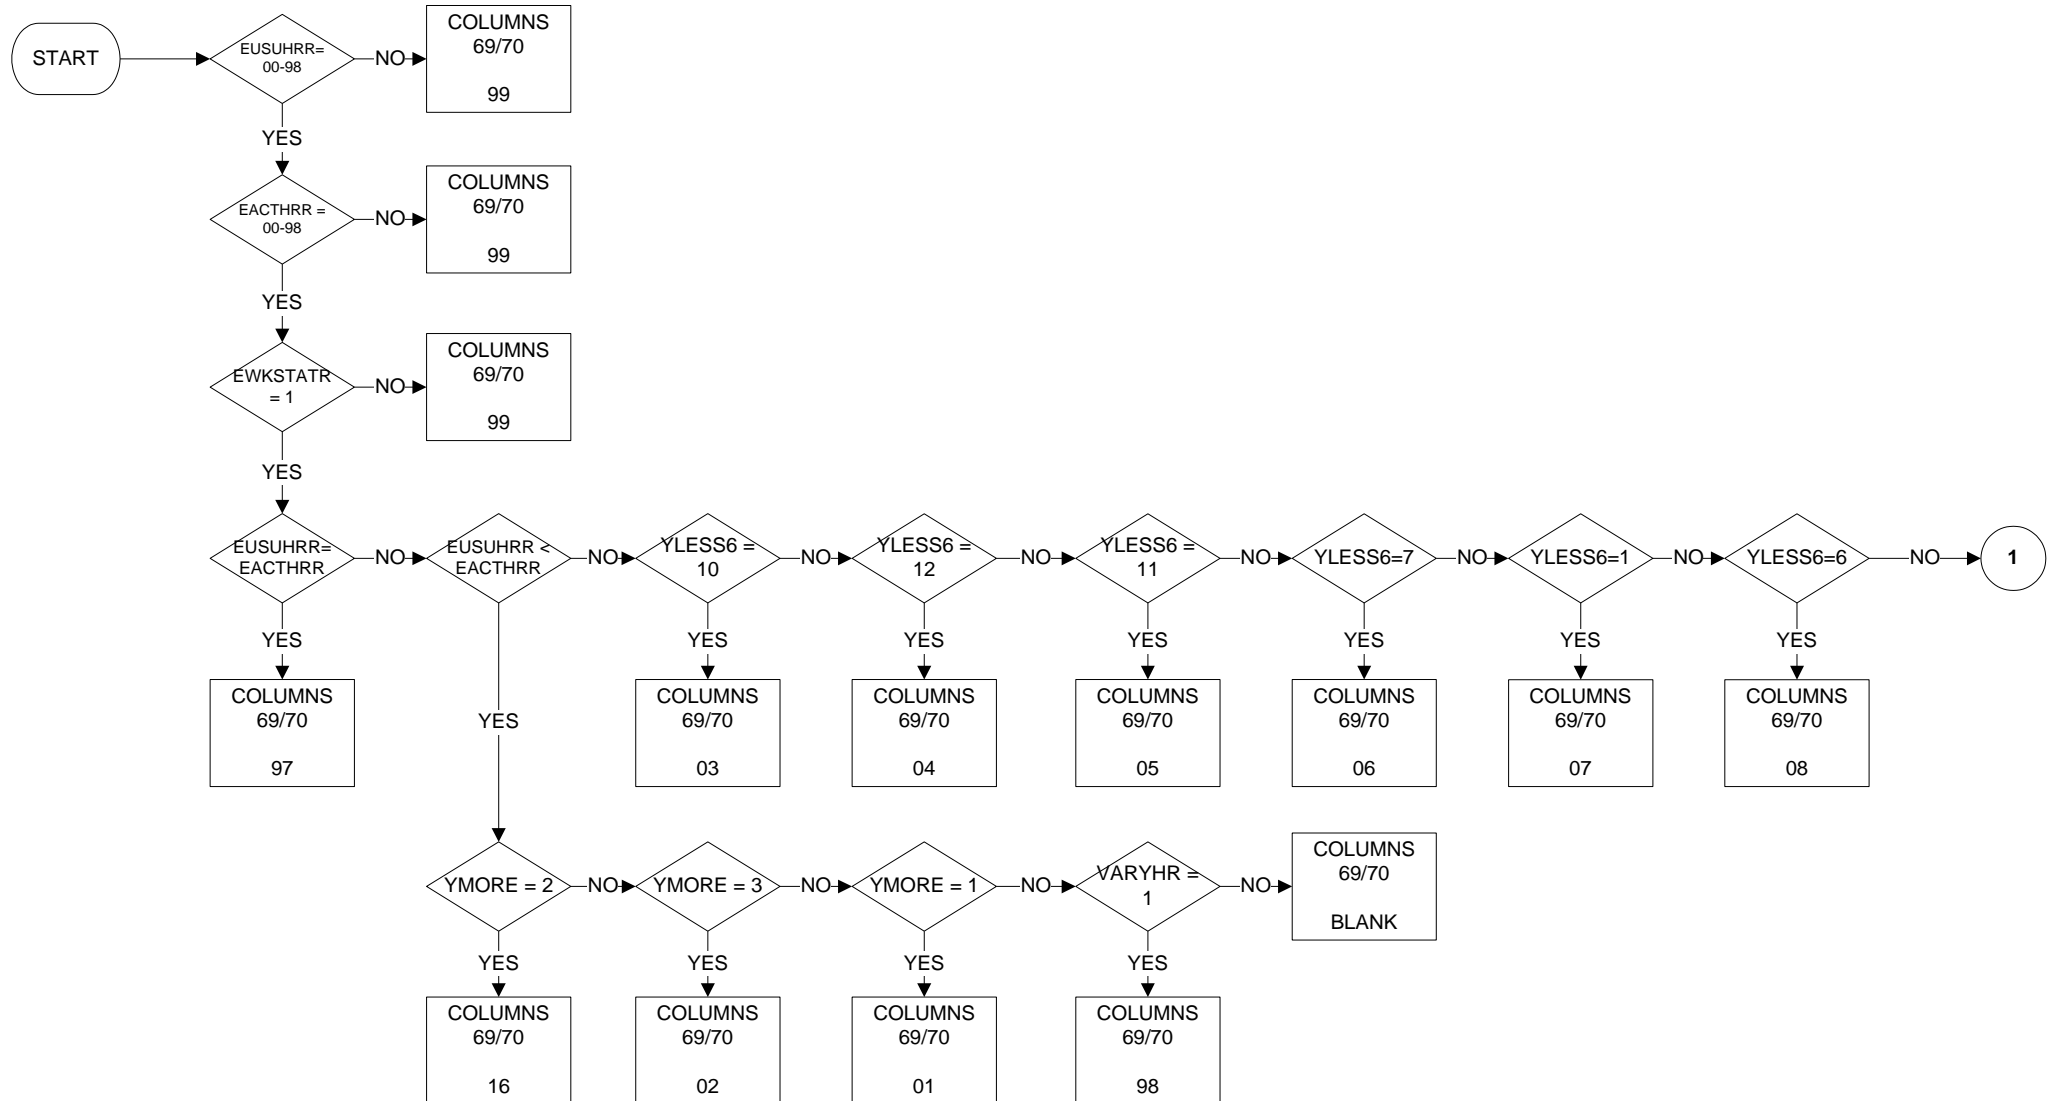 START
EUSUHRR=
00-98
NO
COLUMNS
69/70
99
YES
EACTHRR =
00-98
NO
COLUMNS
69/70
99
YES
EWKSTATR
= 1
NO
COLUMNS
69/70
99
YES
EUSUHRR=
EACTHRR
NO
EUSUHRR <
EACTHRR
NO
YLESS6 =
10
NO
YLESS6 =
12
NO
YLESS6 =
11
NO
YLESS6=7
NO
YLESS6=1
NO
YLESS6=6
NO
1
YES
YES
YES
YES
YES
YES
YES
COLUMNS
69/70
97
YES
COLUMNS
69/70
03
COLUMNS
69/70
04
COLUMNS
69/70
05
COLUMNS
69/70
06
COLUMNS
69/70
07
COLUMNS
69/70
08
YMORE = 2
NO
YMORE = 3
NO
YMORE = 1
NO
VARYHR =
1
NO
COLUMNS
69/70
BLANK
YES
YES
YES
YES
COLUMNS
69/70
16
COLUMNS
69/70
02
COLUMNS
69/70
01
COLUMNS
69/70
98